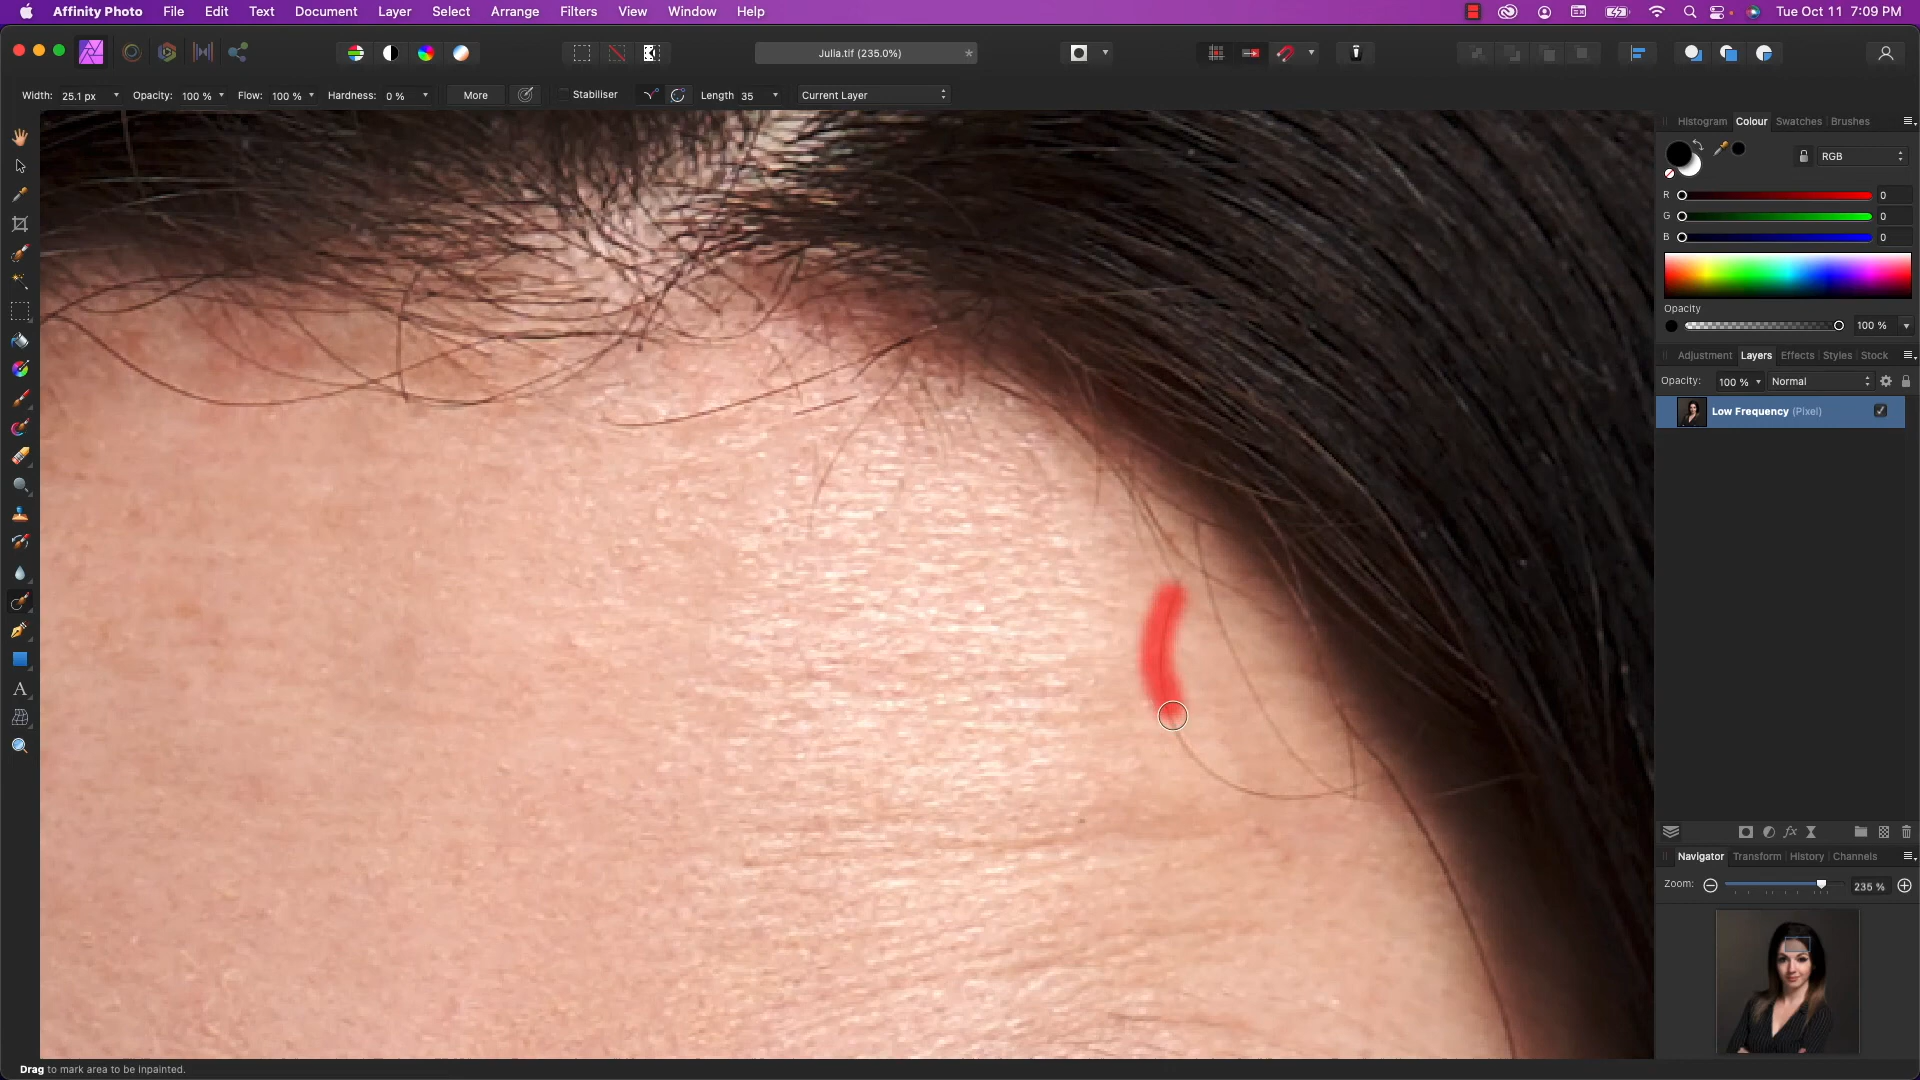 Affinity Photo File Edit Text Document Layer Select Arrange Filters View Window Help Tue Oct 11 7:09 PM
Julia.tif (235.0%)
Width: 25.1 px Opacity: 100 % Flow: 100 % Hardness: 0 % More Stabiliser Length 35 Current Layer
Histogram Colour Swatches Brushes
RGB
R 0
G 0
B 0
Opacity
100 %
Adjustment Layers Effects Styles Stock
Opacity: 100 % Normal
Low Frequency (Pixel)
A
fx
Navigator Transform History Channels
Zoom: 235 %
Drag to mark area to be inpainted.